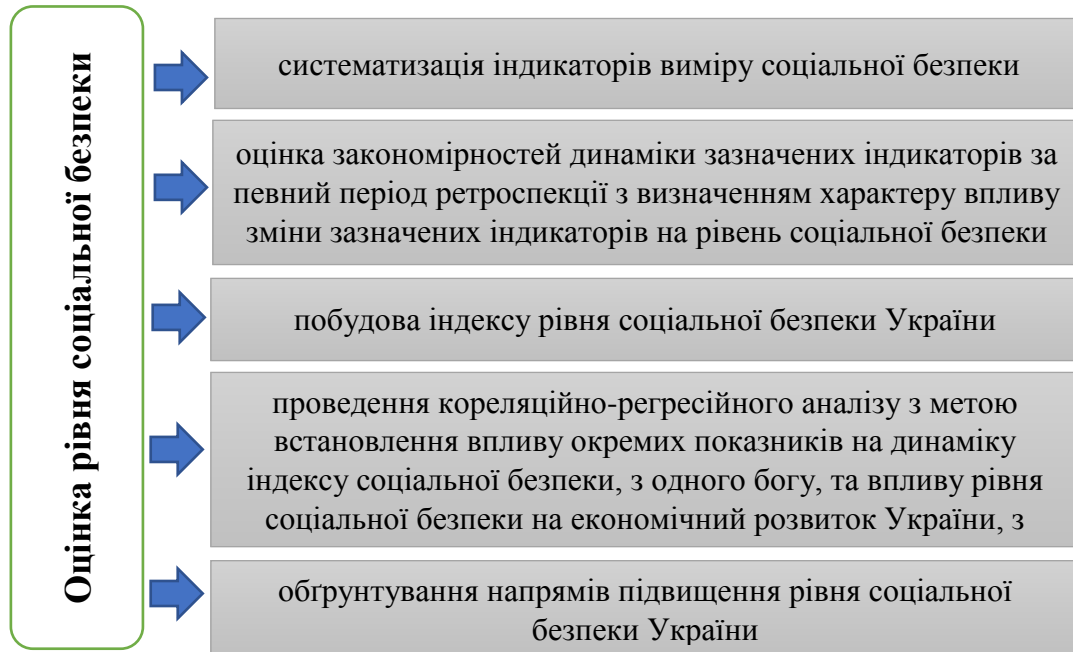 Оцінка рівня соціальної безпеки
систематизація індикаторів виміру соціальної безпеки
оцінка закономірностей динаміки зазначених індикаторів за
певний період ретроспекції з визначенням характеру впливу
зміни зазначених індикаторів на рівень соціальної безпеки
побудова індексу рівня соціальної безпеки України
проведення кореляційно-регресійного аналізу з метою
встановлення впливу окремих показників на динаміку
індексу соціальної безпеки, з одного богу, та впливу рівня
соціальної безпеки на економічний розвиток України, з
обґрунтування напрямів підвищення рівня соціальної
безпеки України